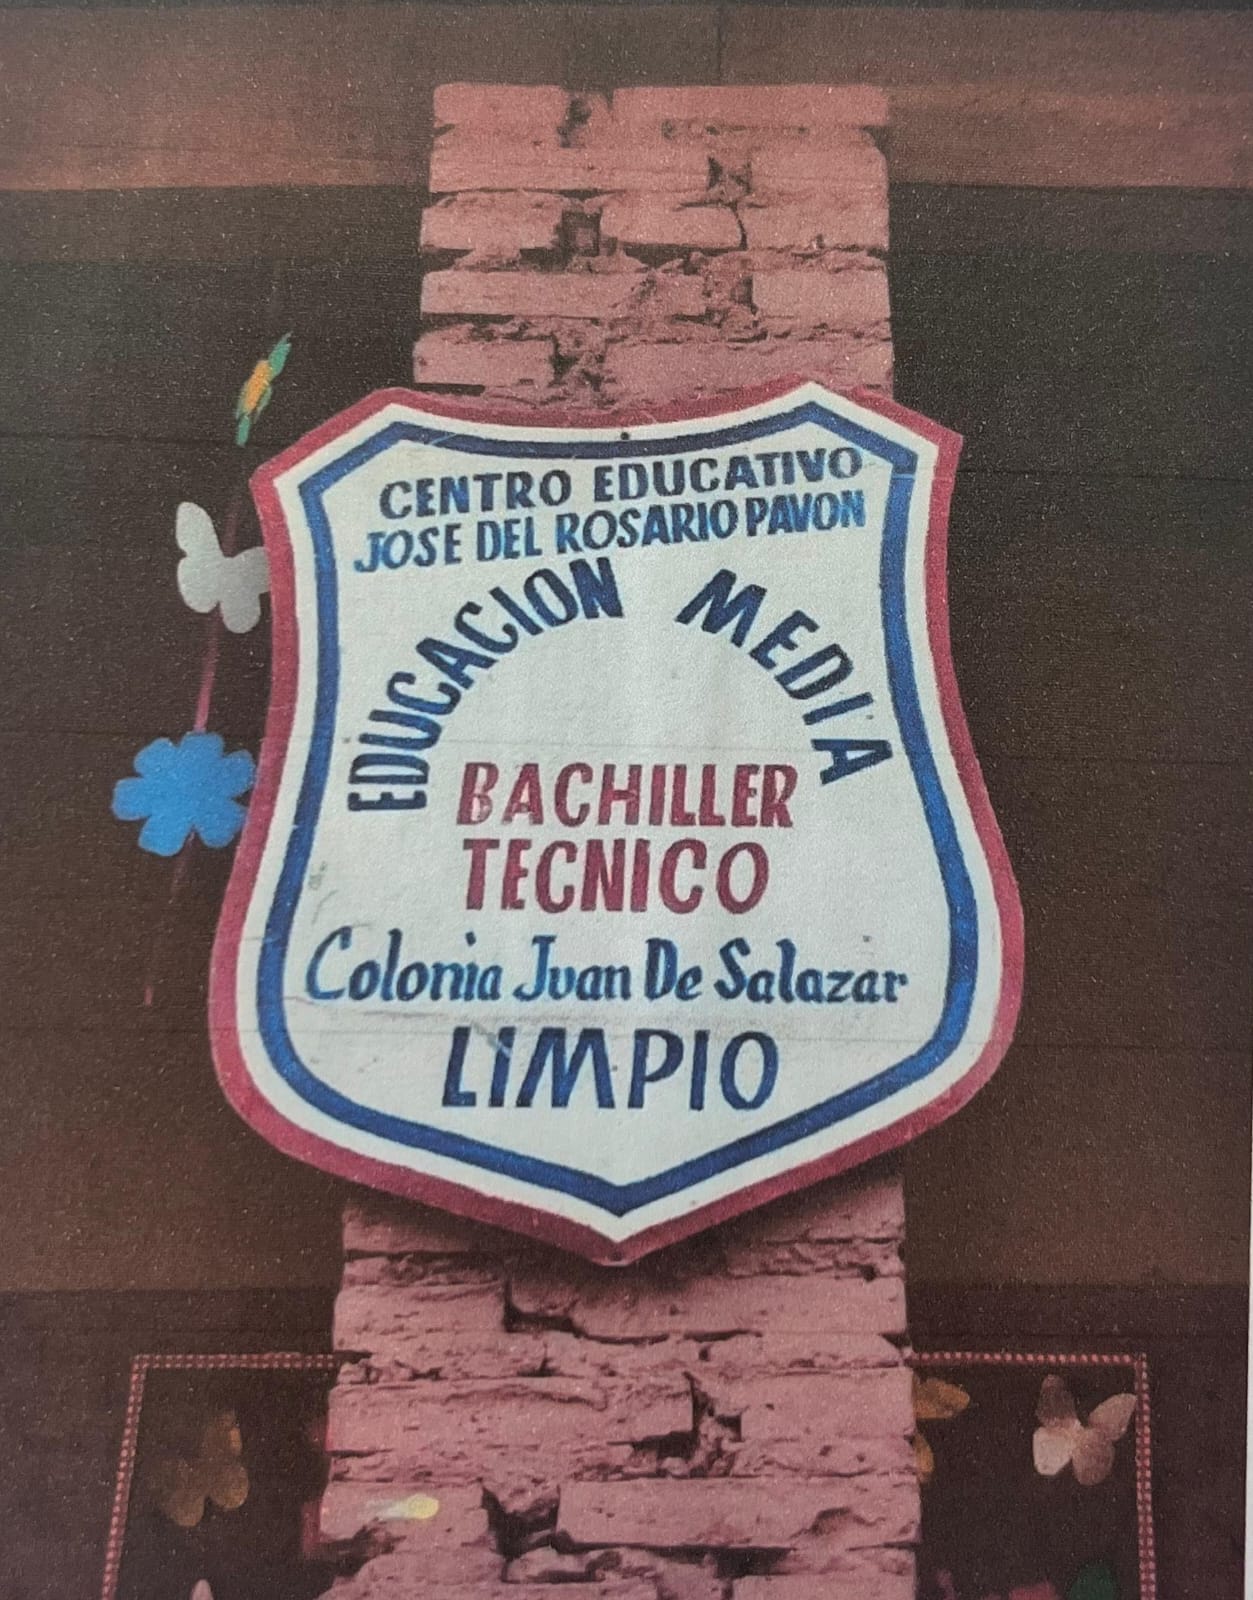 CENTRO EDUCATIVO
JOSE DEL ROSARIO PAVON
EDUCACION MEDIA
BACHILLER
TECNICO
Colonia Juan De Salazar
LIMPIO